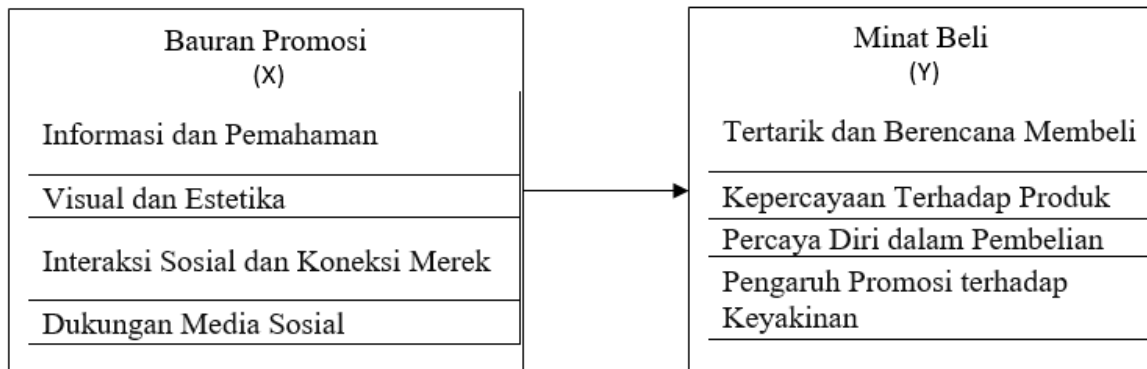 Bauran Promosi
(X)
Informasi dan Pemahaman
Visual dan Estetika
Interaksi Sosial dan Koneksi Merek
Dukungan Media Sosial
Minat Beli
(Y)
Tertarik dan Berencana Membeli
Kepercayaan Terhadap Produk
Percaya Diri dalam Pembelian
Pengaruh Promosi terhadap
Keyakinan